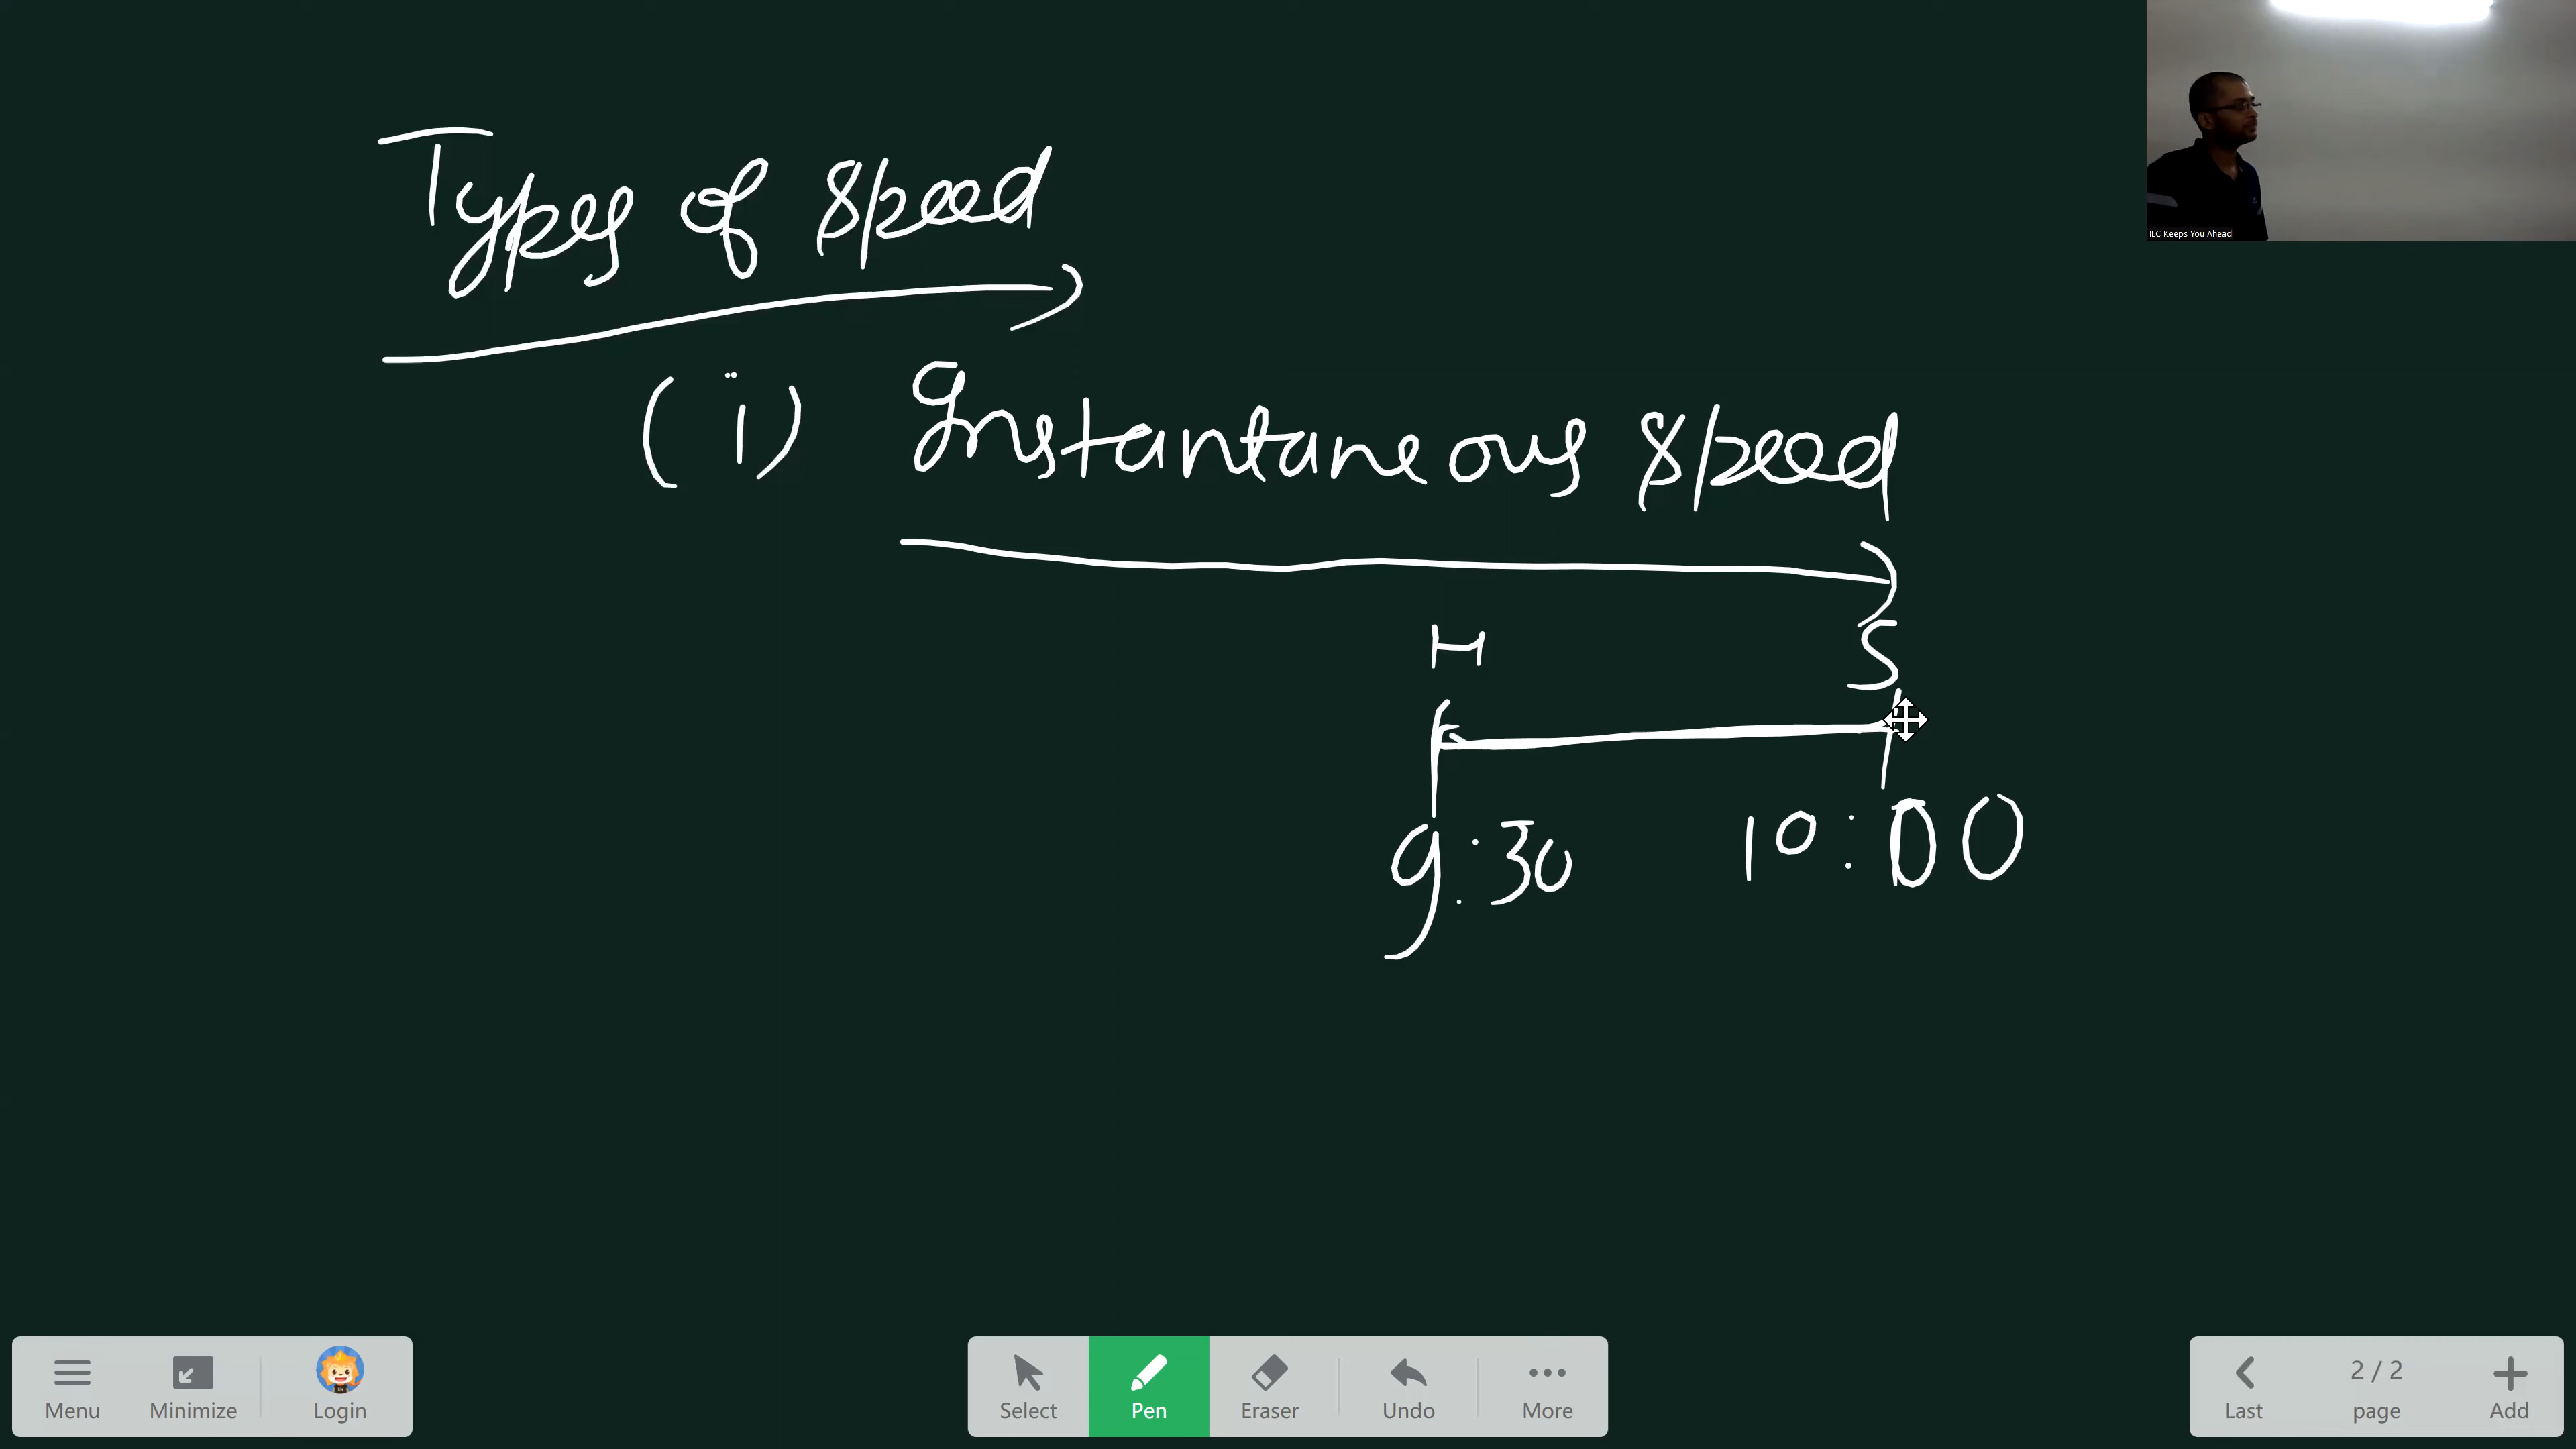 Types of speed
ILC Keeps You Ahead
(i) Instantaneous speed
H S
9:30 10:00
Menu Minimize Login Select Pen Eraser Undo More Last 2 / 2 page Add